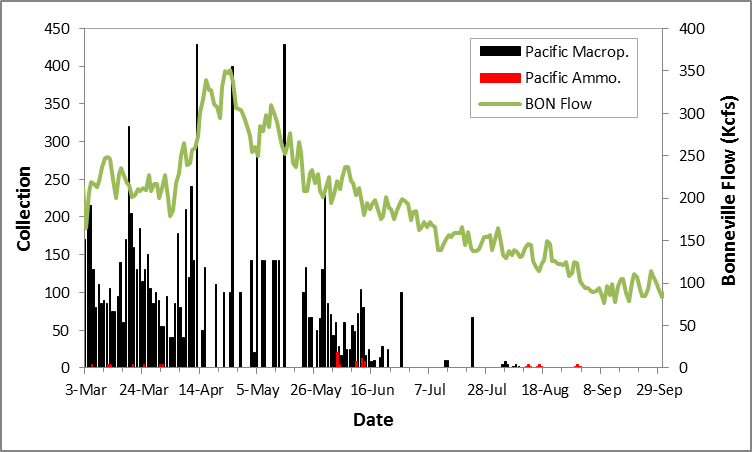 450
400
350
300
250
200
150
100
50
0
Collection
Pacific Macrop.
Pacific Ammo.
BON Flow
400
350
300
250
200
150
100
50
0
Bonneville Flow (Kcfs)
3-Mar 24-Mar 14-Apr 5-May 26-May 16-Jun 7-Jul 28-Jul 18-Aug 8-Sep 29-Sep
Date